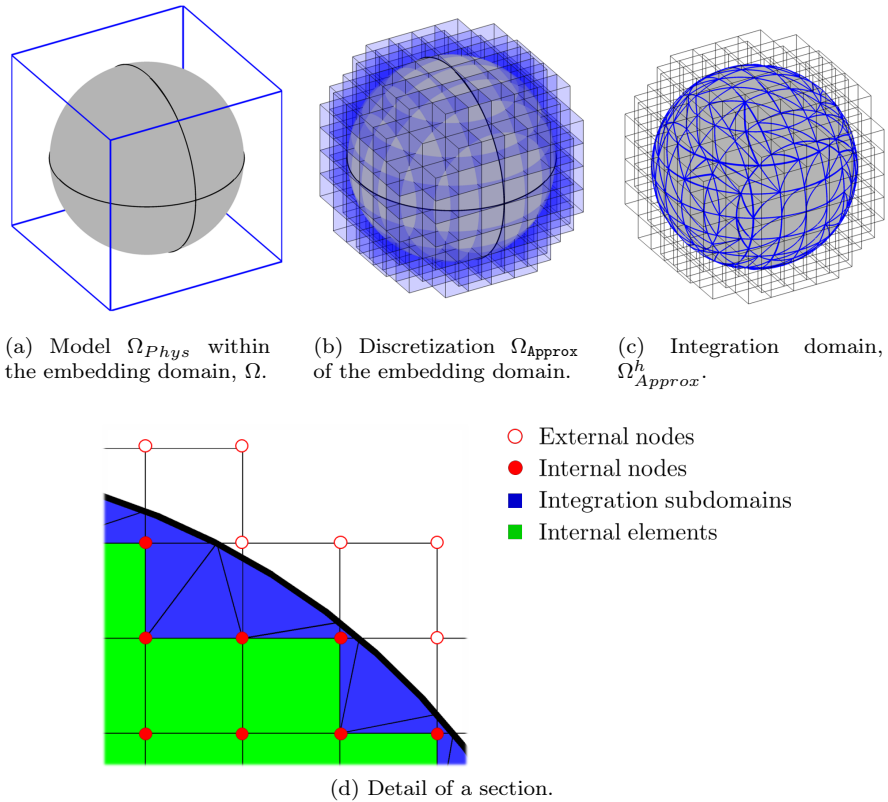 (a) Model Ω_Phys within
the embedding domain, Ω.
(b) Discretization Ω_Approx
of the embedding domain.
(c) Integration domain,
Ω^h_Approx.
External nodes
Internal nodes
Integration subdomains
Internal elements
(d) Detail of a section.